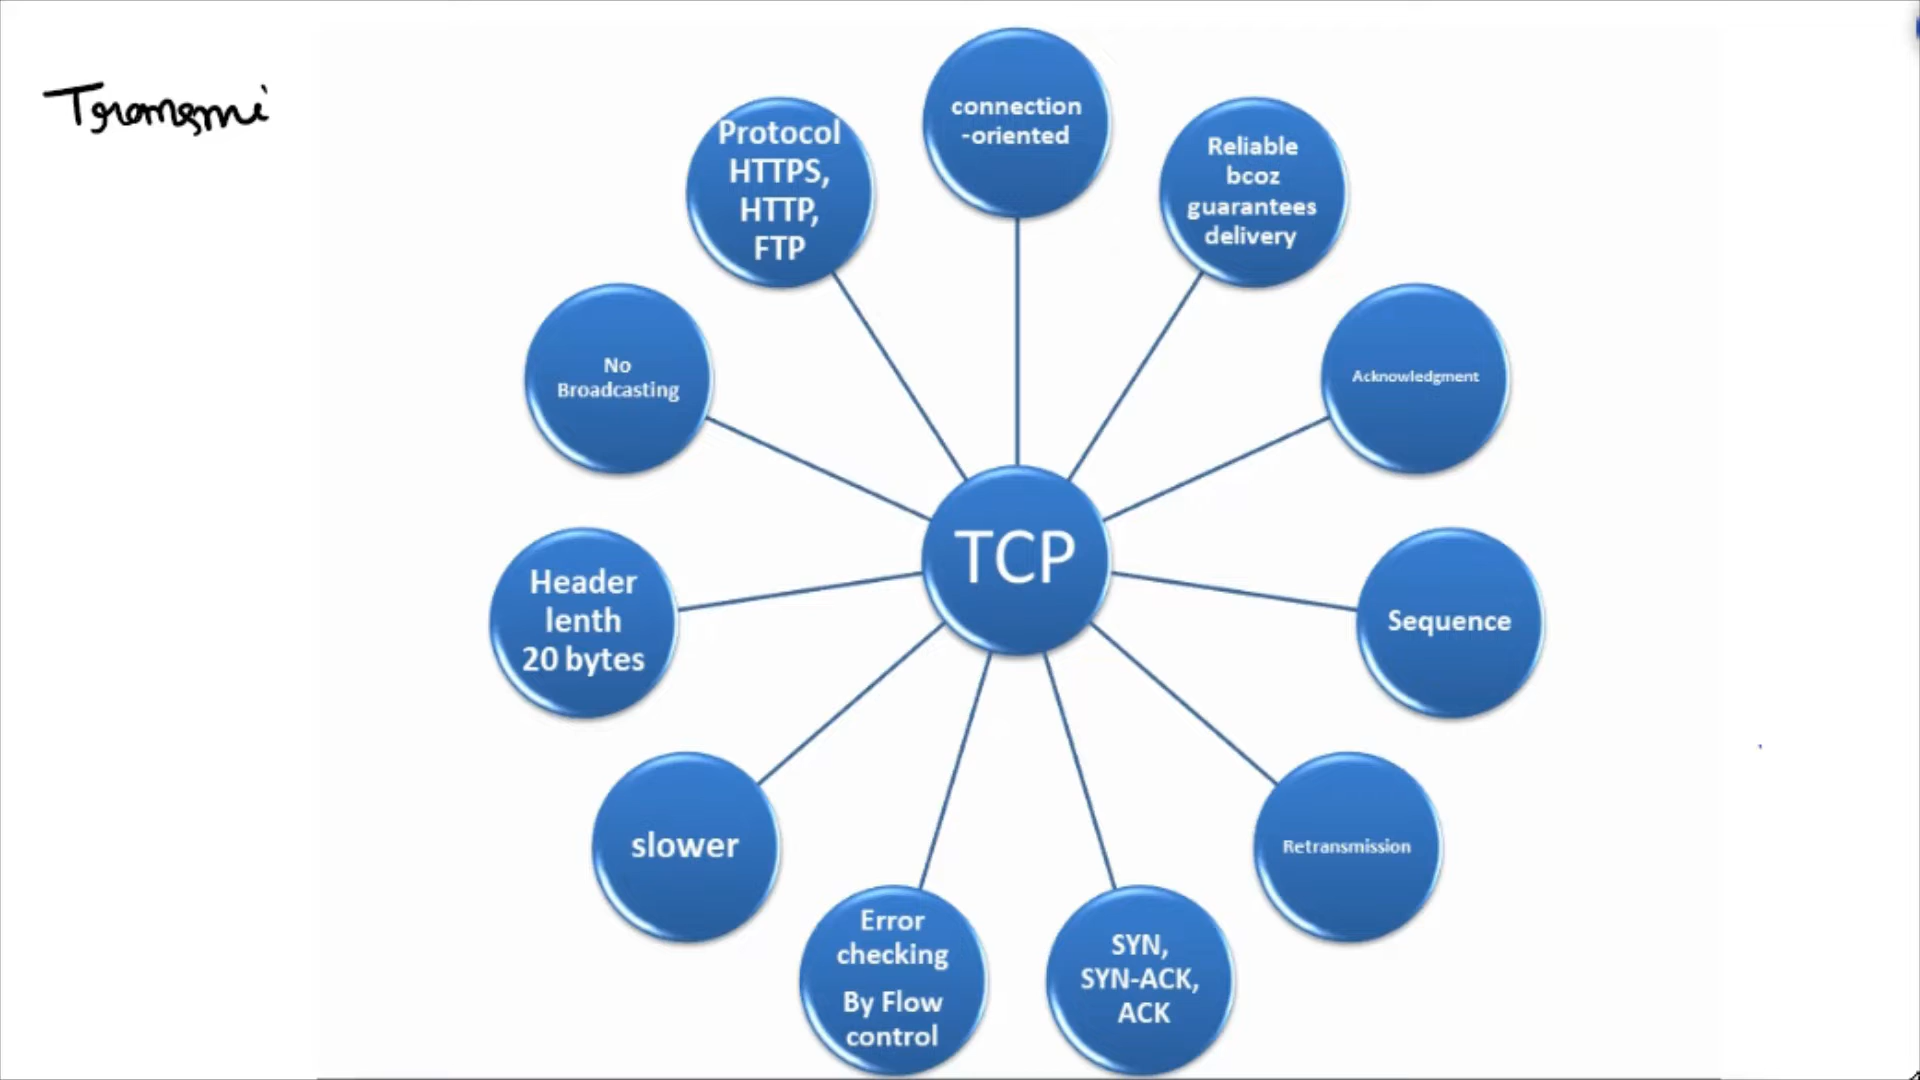 connection
-oriented
Reliable
bcoz
guarantees
delivery
Acknowledgment
Sequence
Retransmission
SYN,
SYN-ACK,
ACK
Error
checking
By Flow
control
slower
Header
lenth
20 bytes
No
Broadcasting
Protocol
HTTPS,
HTTP,
FTP
TCP